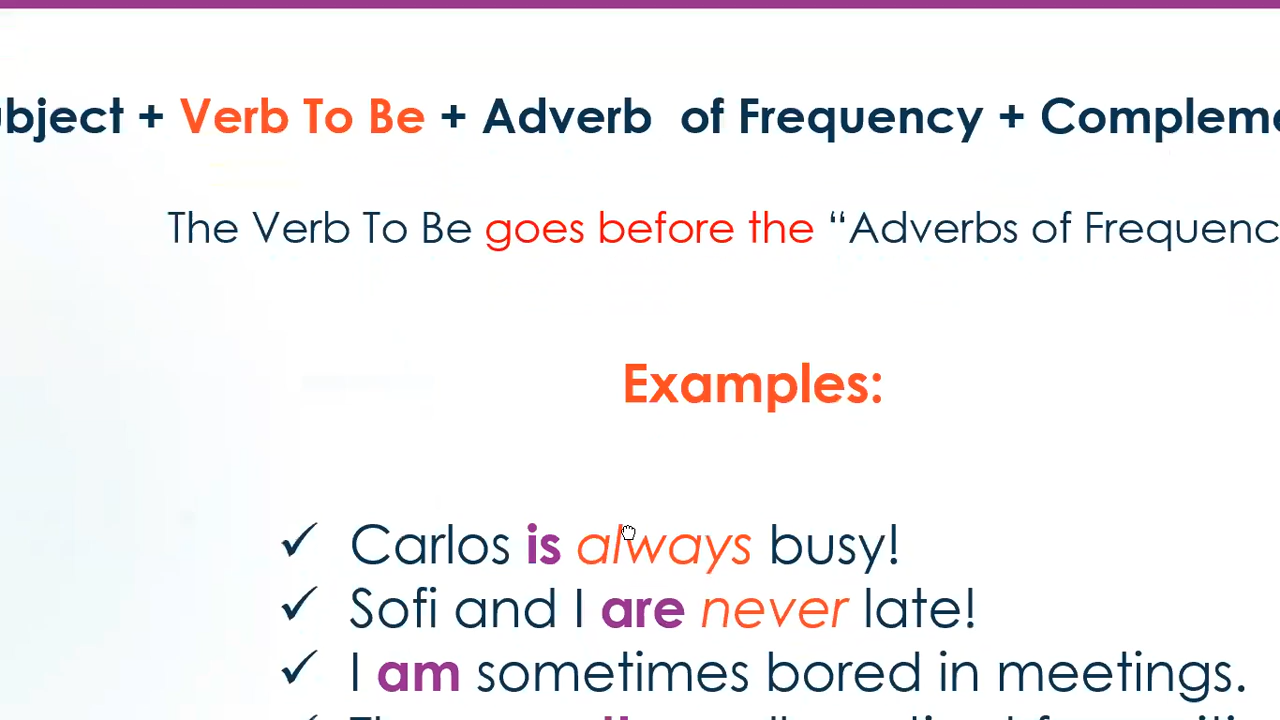 bject + Verb To Be + Adverb of Frequency + Complem
The Verb To Be goes before the “Adverbs of Frequenc
Examples:
✓ Carlos is always busy!
✓ Sofi and I are never late!
✓ I am sometimes bored in meetings.